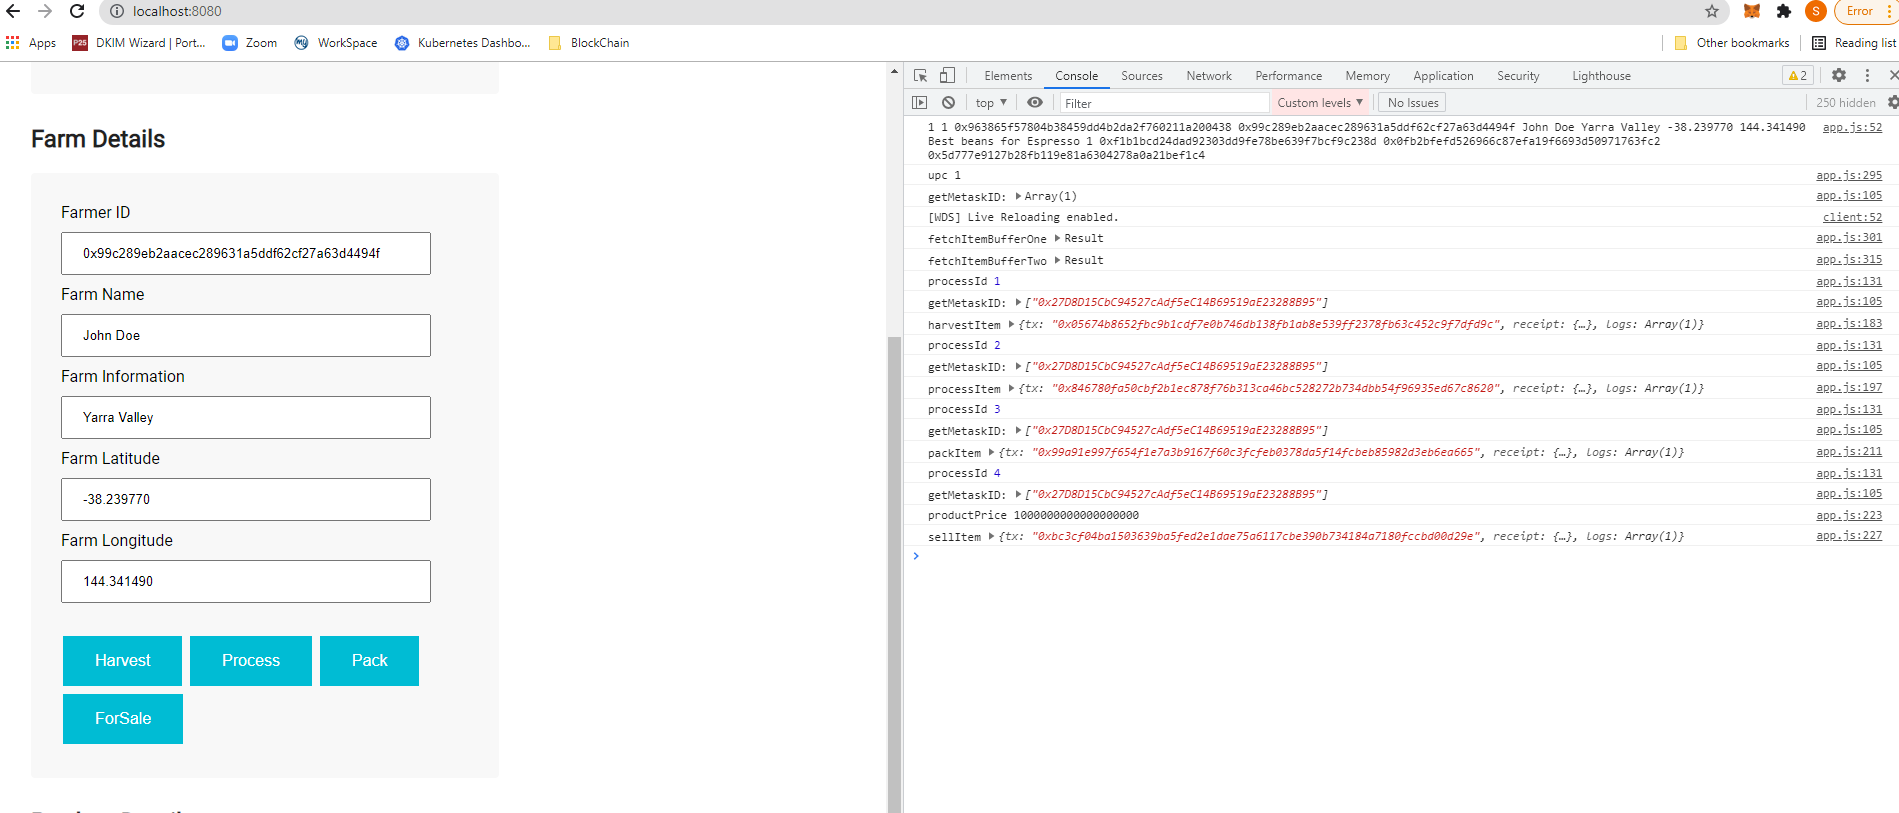 localhost:8080
S
Error
Apps
P25
DKIM Wizard | Port...
Zoom
WorkSpace
Kubernetes Dashbo...
BlockChain
Other bookmarks
Reading list
Elements
Console
Sources
Network
Performance
Memory
Application
Security
Lighthouse
2
top
Filter
Custom levels
No Issues
250 hidden
Farm Details
Farmer ID
0x99c289eb2aacec289631a5ddf62cf27a63d4494f
Farm Name
John Doe
Farm Information
Yarra Valley
Farm Latitude
-38.239770
Farm Longitude
144.341490
Harvest
Process
Pack
ForSale
1 1 0x963865f57804b38459dd4b2da2f760211a200438 0x99c289eb2aacec289631a5ddf62cf27a63d4494f John Doe Yarra Valley -38.239770 144.341490 app.js:52
Best beans for Espresso 1 0xf1b1bcd24dad92303dd9fe78be639f7bcf9c238d 0x0fb2bfefd526966c87efa19f6693d50971763fc2
0x5d777e9127b28fb119e81a6304278a0a21bef1c4
upc 1 app.js:295
getMetaskID: Array(1) app.js:105
[WDS] Live Reloading enabled. client:52
fetchItemBufferOne Result app.js:301
fetchItemBufferTwo Result app.js:315
processId 1 app.js:131
getMetaskID: ["0x27D8D15CbC94527cAdf5eC14B69519aE23288B95"] app.js:105
harvestItem {tx: "0x05674b8652fbc9b1cdf7e0b746db138fb1ab8e539ff2378fb63c452c9f7dfd9c", receipt: {…}, logs: Array(1)} app.js:183
processId 2 app.js:131
getMetaskID: ["0x27D8D15CbC94527cAdf5eC14B69519aE23288B95"] app.js:105
processItem {tx: "0x846780fa50cbf2b1ec878f76b313ca46bc528272b734dbb54f96935ed67c8620", receipt: {…}, logs: Array(1)} app.js:197
processId 3 app.js:131
getMetaskID: ["0x27D8D15CbC94527cAdf5eC14B69519aE23288B95"] app.js:105
packItem {tx: "0x99a91e997f654f1e7a3b9167f60c3fcfeb0378da5f14fcbeb85982d3eb6ea665", receipt: {…}, logs: Array(1)} app.js:211
processId 4 app.js:131
getMetaskID: ["0x27D8D15CbC94527cAdf5eC14B69519aE23288B95"] app.js:105
productPrice 1000000000000000000 app.js:223
sellItem {tx: "0xbc3cf04ba1503639ba5fed2e1dae75a6117cbe390b734184a7180fccbd00d29e", receipt: {…}, logs: Array(1)} app.js:227